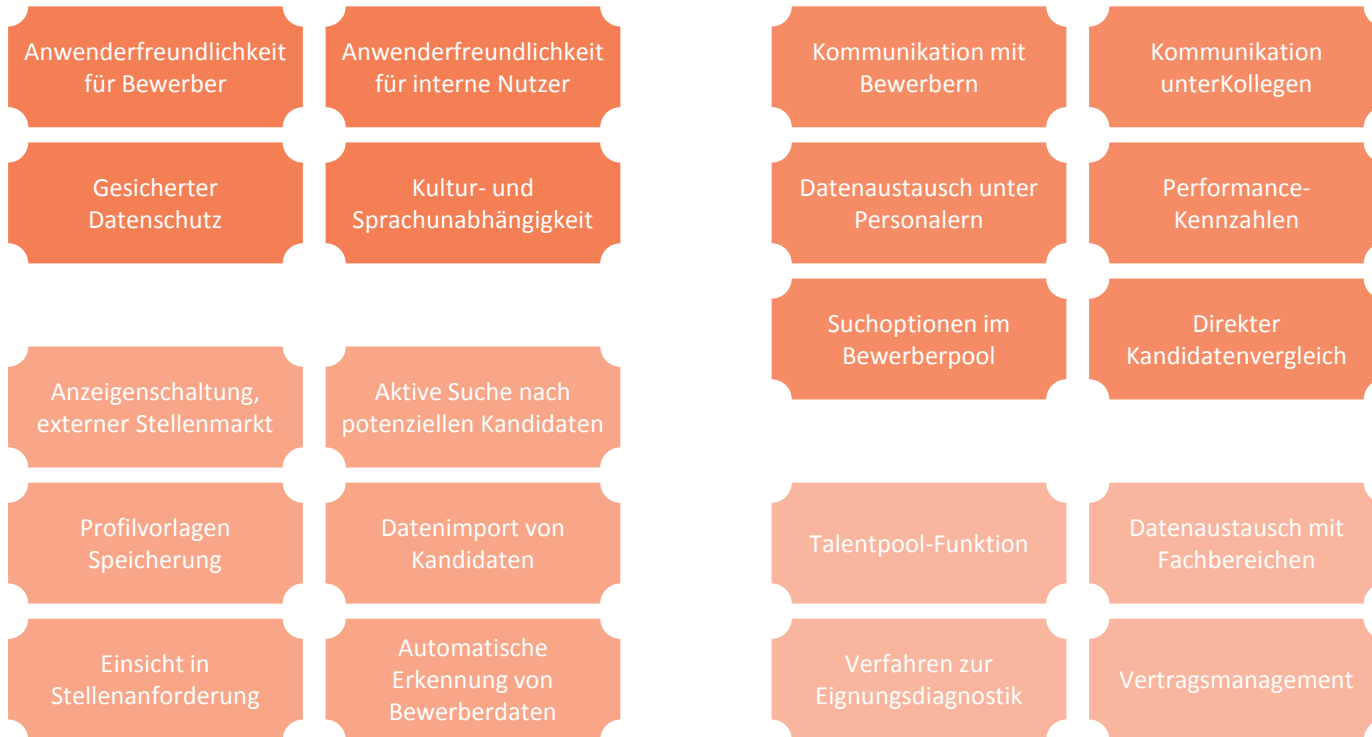 Anwenderfreundlichkeit
für Bewerber
Anwenderfreundlichkeit
für interne Nutzer
Gesicherter
Datenschutz
Kultur- und
Sprachunabhängigkeit
Kommunikation mit
Bewerbern
Kommunikation
unterKollegen
Datenaustausch unter
Personalern
Performance-
Kennzahlen
Suchoptionen im
Bewerberpool
Direkter
Kandidatenvergleich
Anzeigenschaltung,
externer Stellenmarkt
Aktive Suche nach
potenziellen Kandidaten
Profilvorlagen
Speicherung
Datenimport von
Kandidaten
Einsicht in
Stellenanforderung
Automatische
Erkennung von
Bewerberdaten
Talentpool-Funktion
Datenaustausch mit
Fachbereichen
Verfahren zur
Eignungsdiagnostik
Vertragsmanagement